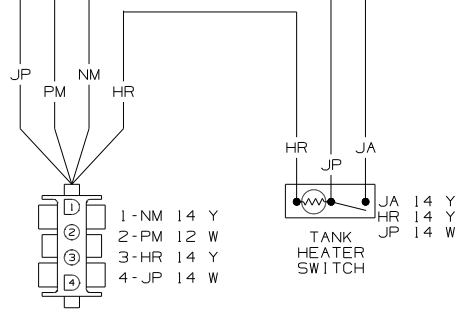 JP
NM
PM
HR
HR
JA
JP
1
2
3
4
1-NM 14 Y
2-PM 12 W
3-HR 14 Y
4-JP 14 W
JA 14 Y
HR 14 Y
JP 14 W
TANK
HEATER
SWITCH